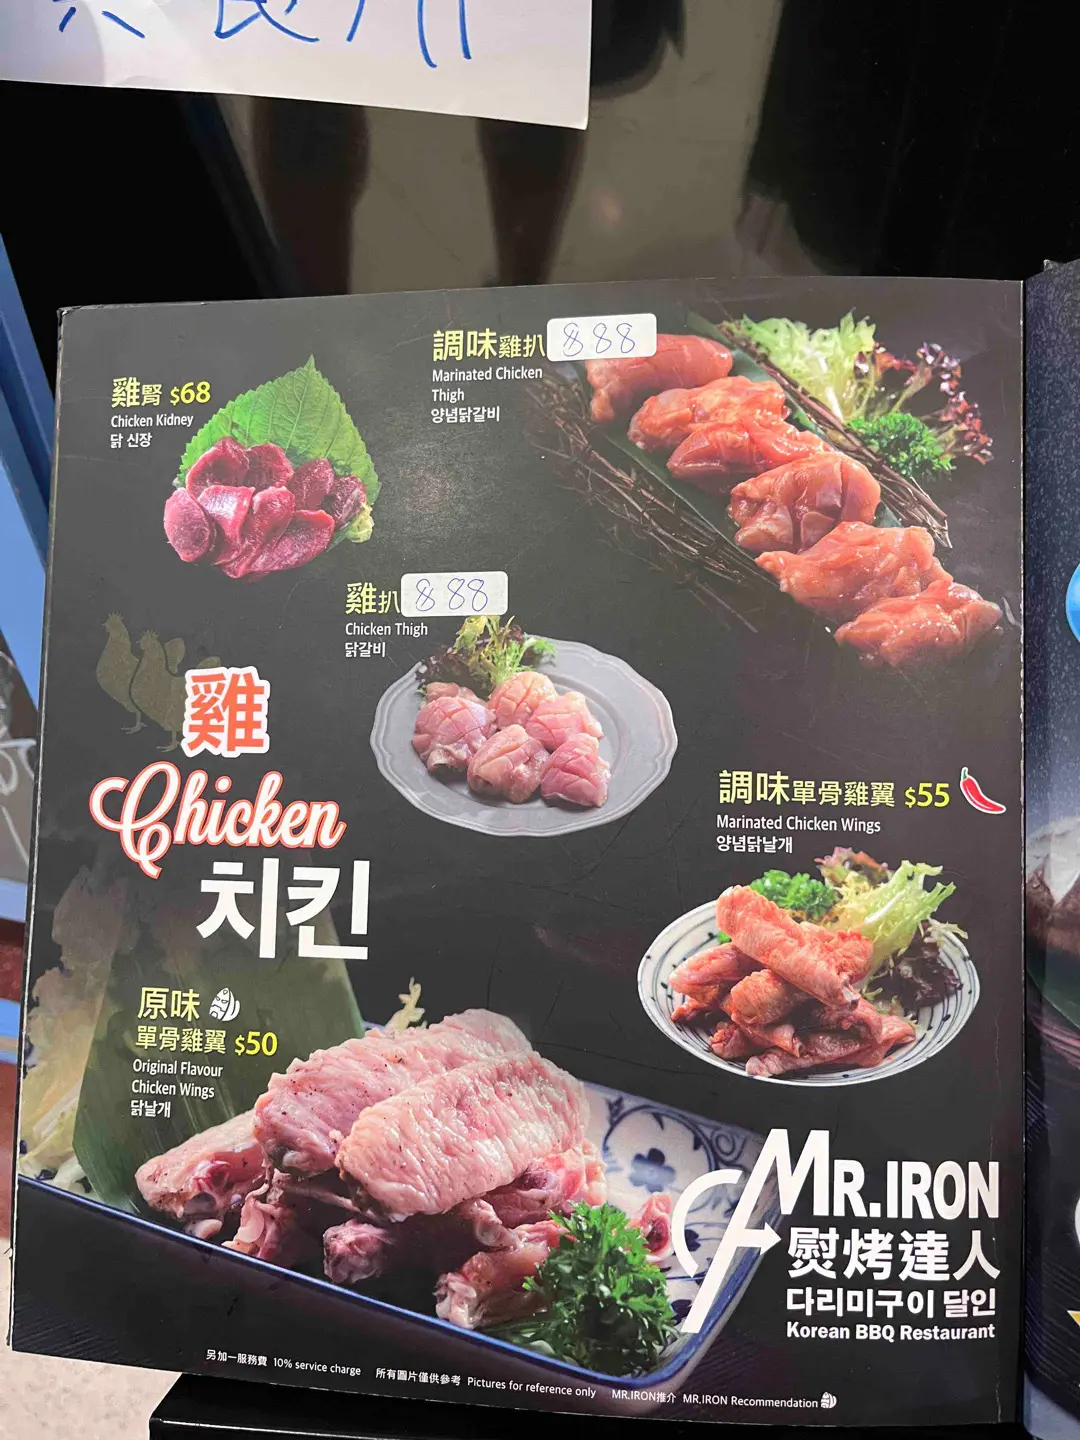 雞腎 $68
Chicken Kidney
닭 신장
調味雞扒 $88
Marinated Chicken
Thigh
양념닭갈비
雞扒 $88
Chicken Thigh
닭갈비
雞
Chicken
치킨
調味單骨雞翼 $55
Marinated Chicken Wings
양념닭날개
原味
單骨雞翼 $50
Original Flavour
Chicken Wings
닭날개
MR.IRON
熨烤達人
다리미구이 달인
Korean BBQ Restaurant
另加一服務費 10% service charge 所有圖片僅供參考 Pictures for reference only MR.IRON推介 MR.IRON Recommendation